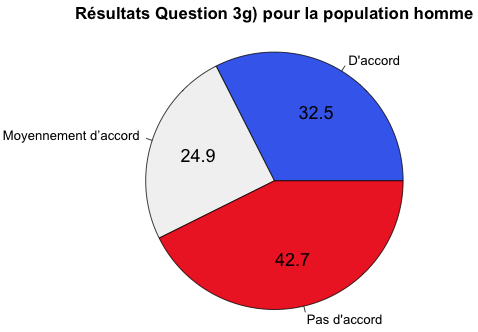 Résultats Question 3g) pour la population homme
D'accord
32.5
Moyennement d’accord
24.9
42.7
Pas d'accord